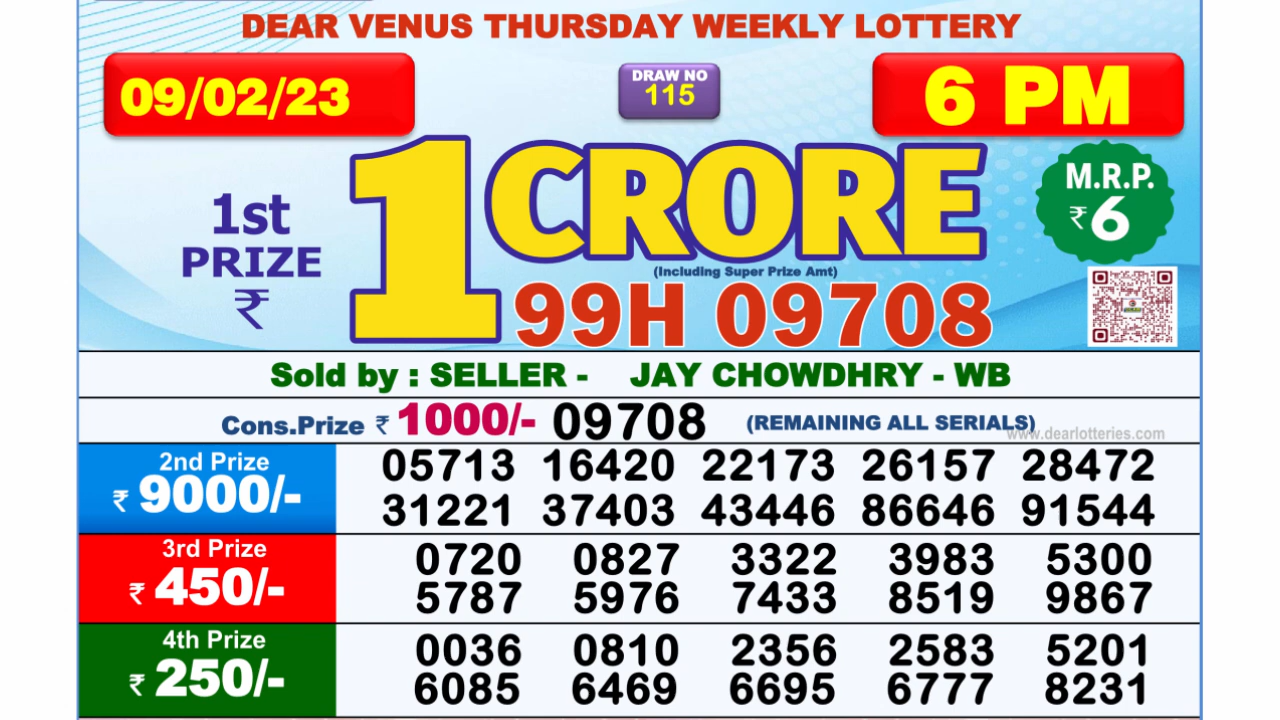 DEAR VENUS THURSDAY WEEKLY LOTTERY
09/02/23
DRAW NO
115
6 PM
1st
PRIZE
₹
1 CRORE
(Including Super Prize Amt)
99H 09708
M.R.P.
₹6
Sold by : SELLER - JAY CHOWDHRY - WB
Cons.Prize ₹ 1000/- 09708 (REMAINING ALL SERIALS)
www.dearlotteries.com
2nd Prize
₹ 9000/-
05713 16420 22173 26157 28472
31221 37403 43446 86646 91544
3rd Prize
₹ 450/-
0720 0827 3322 3983 5300
5787 5976 7433 8519 9867
4th Prize
₹ 250/-
0036 0810 2356 2583 5201
6085 6469 6695 6777 8231